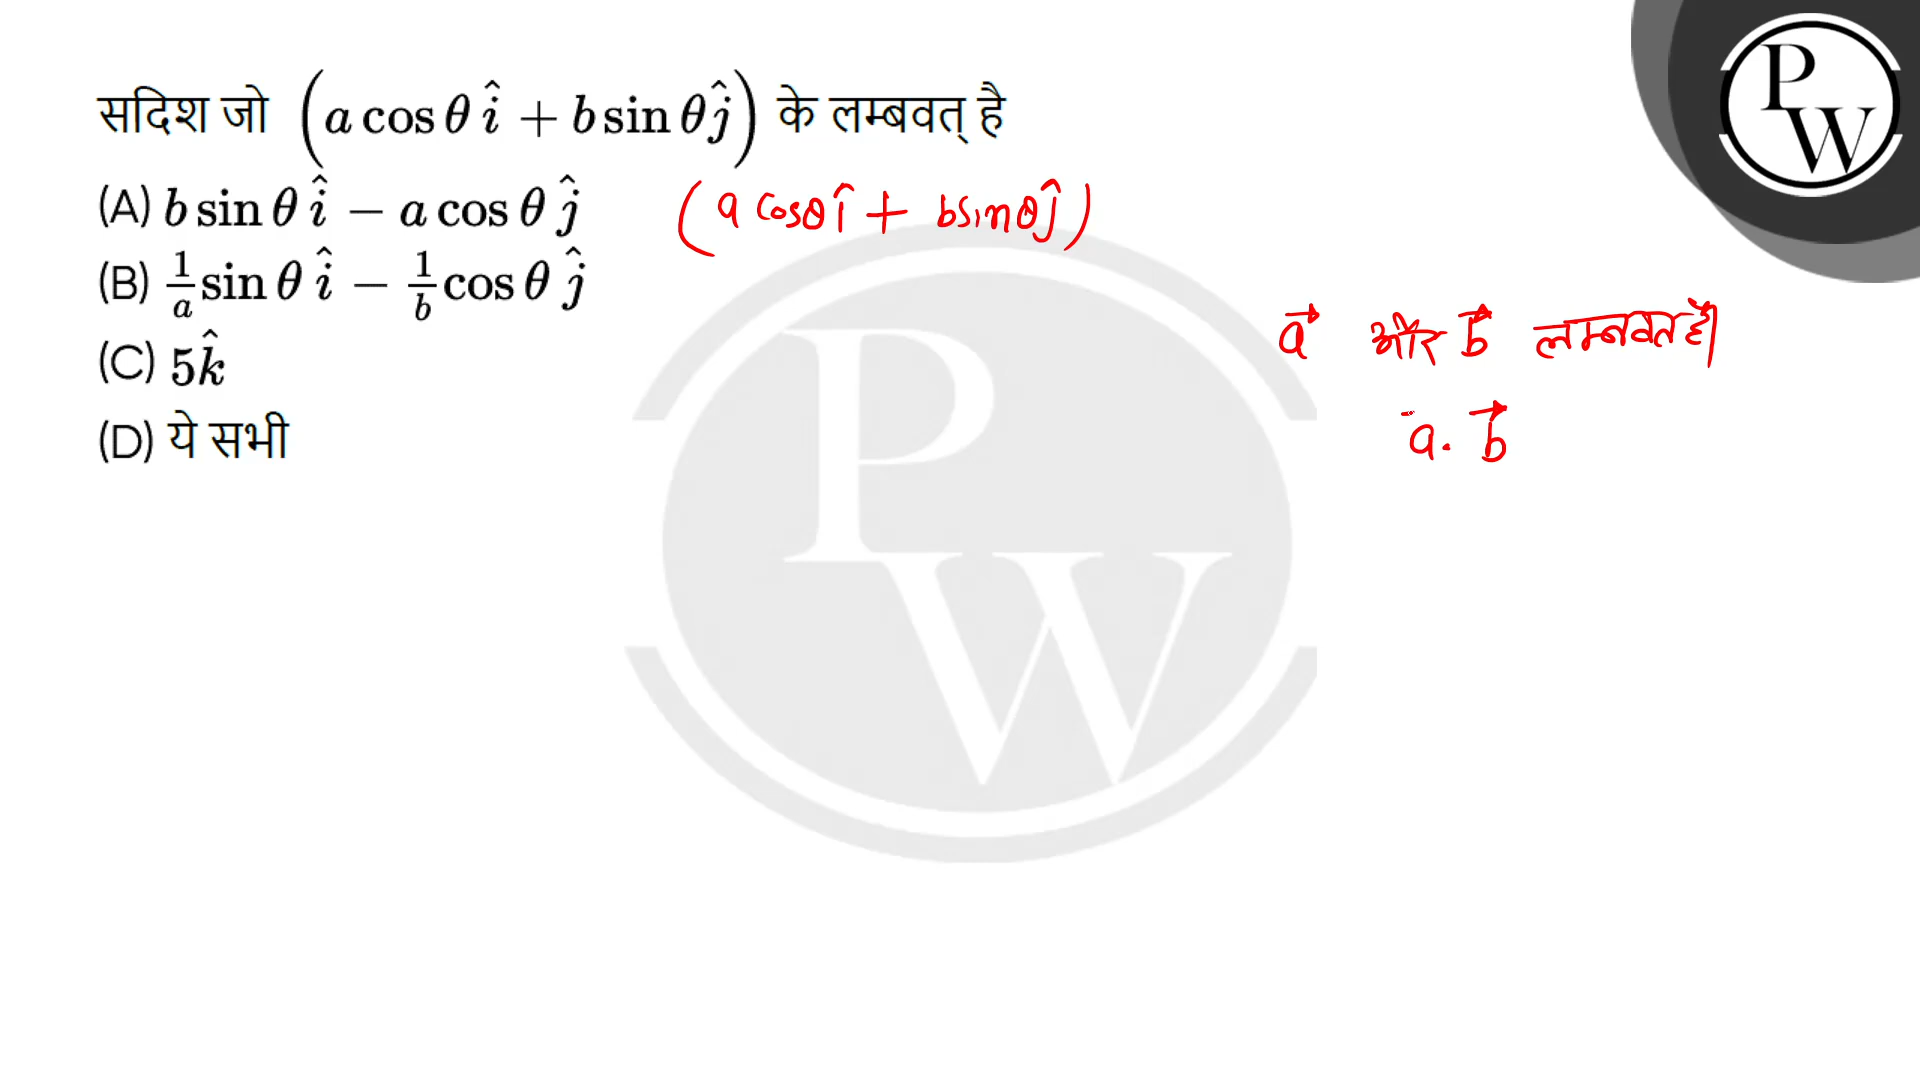 सदिश जो (a cos θ î + b sin θ ĵ) के लम्बवत् है
(A) b sin θ î − a cos θ ĵ
(a cosθ î + b sinθ ĵ)
(B) 1/a sin θ î − 1/b cos θ ĵ
a⃗ और b⃗ लम्बवत है।
(C) 5k̂
a. b⃗
(D) ये सभी
P
W
P
W